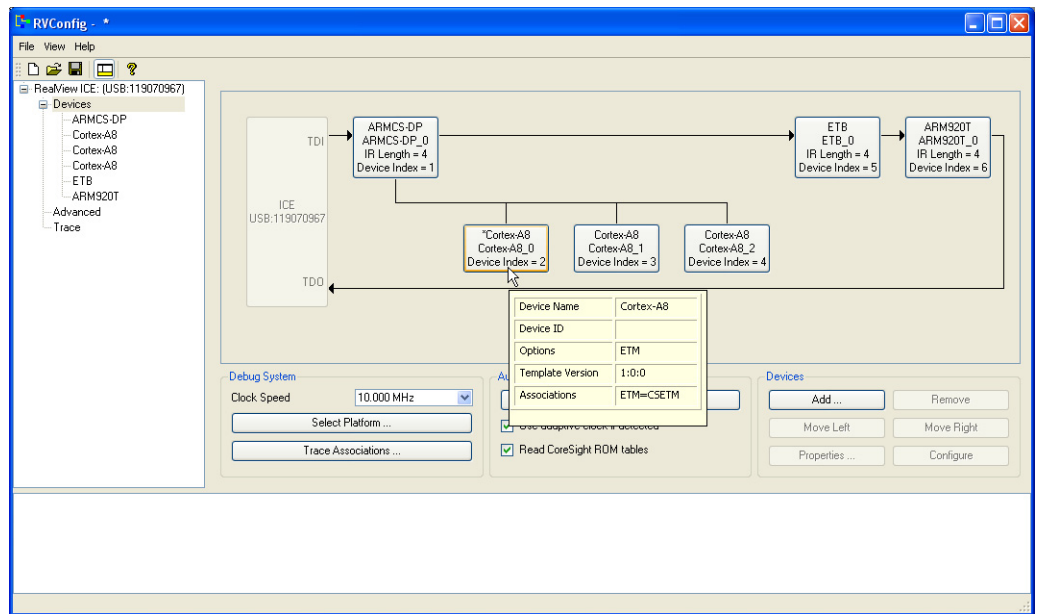 RVConfig - *
File View Help
RealView ICE: (USB:119070967)
Devices
ARMCS-DP
Cortex-A8
Cortex-A8
Cortex-A8
ETB
ARM920T
Advanced
Trace
TDI
ICE
USB:119070967
TDO
ARMCS-DP
ARMCS-DP_0
IR Length = 4
Device Index = 1
ETB
ETB_0
IR Length = 4
Device Index = 5
ARM920T
ARM920T_0
IR Length = 4
Device Index = 6
*Cortex-A8
Cortex-A8_0
Device Index = 2
Cortex-A8
Cortex-A8_1
Device Index = 3
Cortex-A8
Cortex-A8_2
Device Index = 4
Device Name Cortex-A8
Device ID
Options ETM
Template Version 1:0:0
Associations ETM=CSETM
Debug System
Clock Speed 10.000 MHz
Select Platform ...
Trace Associations ...
Au
Read CoreSight ROM tables
Devices
Add ... Remove
Move Left Move Right
Properties ... Configure